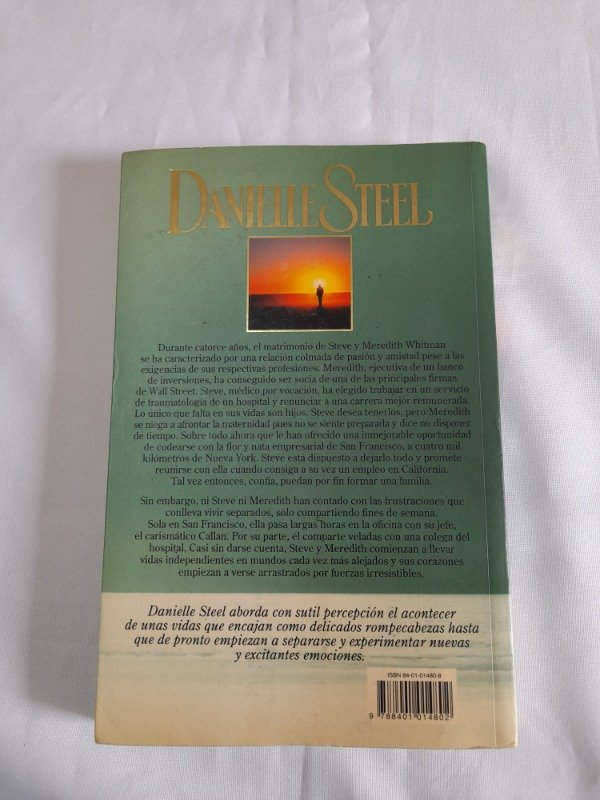 DANIELLE STEEL
Durante catorce años, el matrimonio de Steve y Meredith Whitman
se ha caracterizado por una relación colmada de pasión y amistad pese a las
exigencias de sus respectivas profesiones. Meredith, ejecutiva de un banco
de inversiones, ha conseguido ser socia de una de las principales firmas
de Wall Street. Steve, médico por vocación, ha elegido trabajar en un servicio
de traumatología de un hospital y renunciar a una carrera mejor remunerada.
Lo único que falta en sus vidas son hijos. Steve desea tenerlos, pero Meredith
se niega a afrontar la maternidad pues no se siente preparada y dice no disponer
de tiempo. Sobre todo ahora que le han ofrecido una inmejorable oportunidad
de codearse con la flor y nata empresarial de San Francisco, a cuatro mil
kilómetros de Nueva York. Steve está dispuesto a dejarlo todo y promete
reunirse con ella cuando consiga a su vez un empleo en California.
Tal vez entonces, confía, puedan por fin formar una familia.
Sin embargo, ni Steve ni Meredith han contado con las frustraciones que
conlleva vivir separados, sólo compartiendo fines de semana.
Sola en San Francisco, ella pasa largas horas en la oficina con su jefe,
el carismático Callan. Por su parte, él comparte veladas con una colega del
hospital. Casi sin darse cuenta, Steve y Meredith comienzan a llevar
vidas independientes en mundos cada vez más alejados y sus corazones
empiezan a verse arrastrados por fuerzas irresistibles.
Danielle Steel aborda con sutil percepción el acontecer
de unas vidas que encajan como delicados rompecabezas hasta
que de pronto empiezan a separarse y experimentar nuevas
y excitantes emociones.
ISBN 84-01-01480-8
9 788401 014802